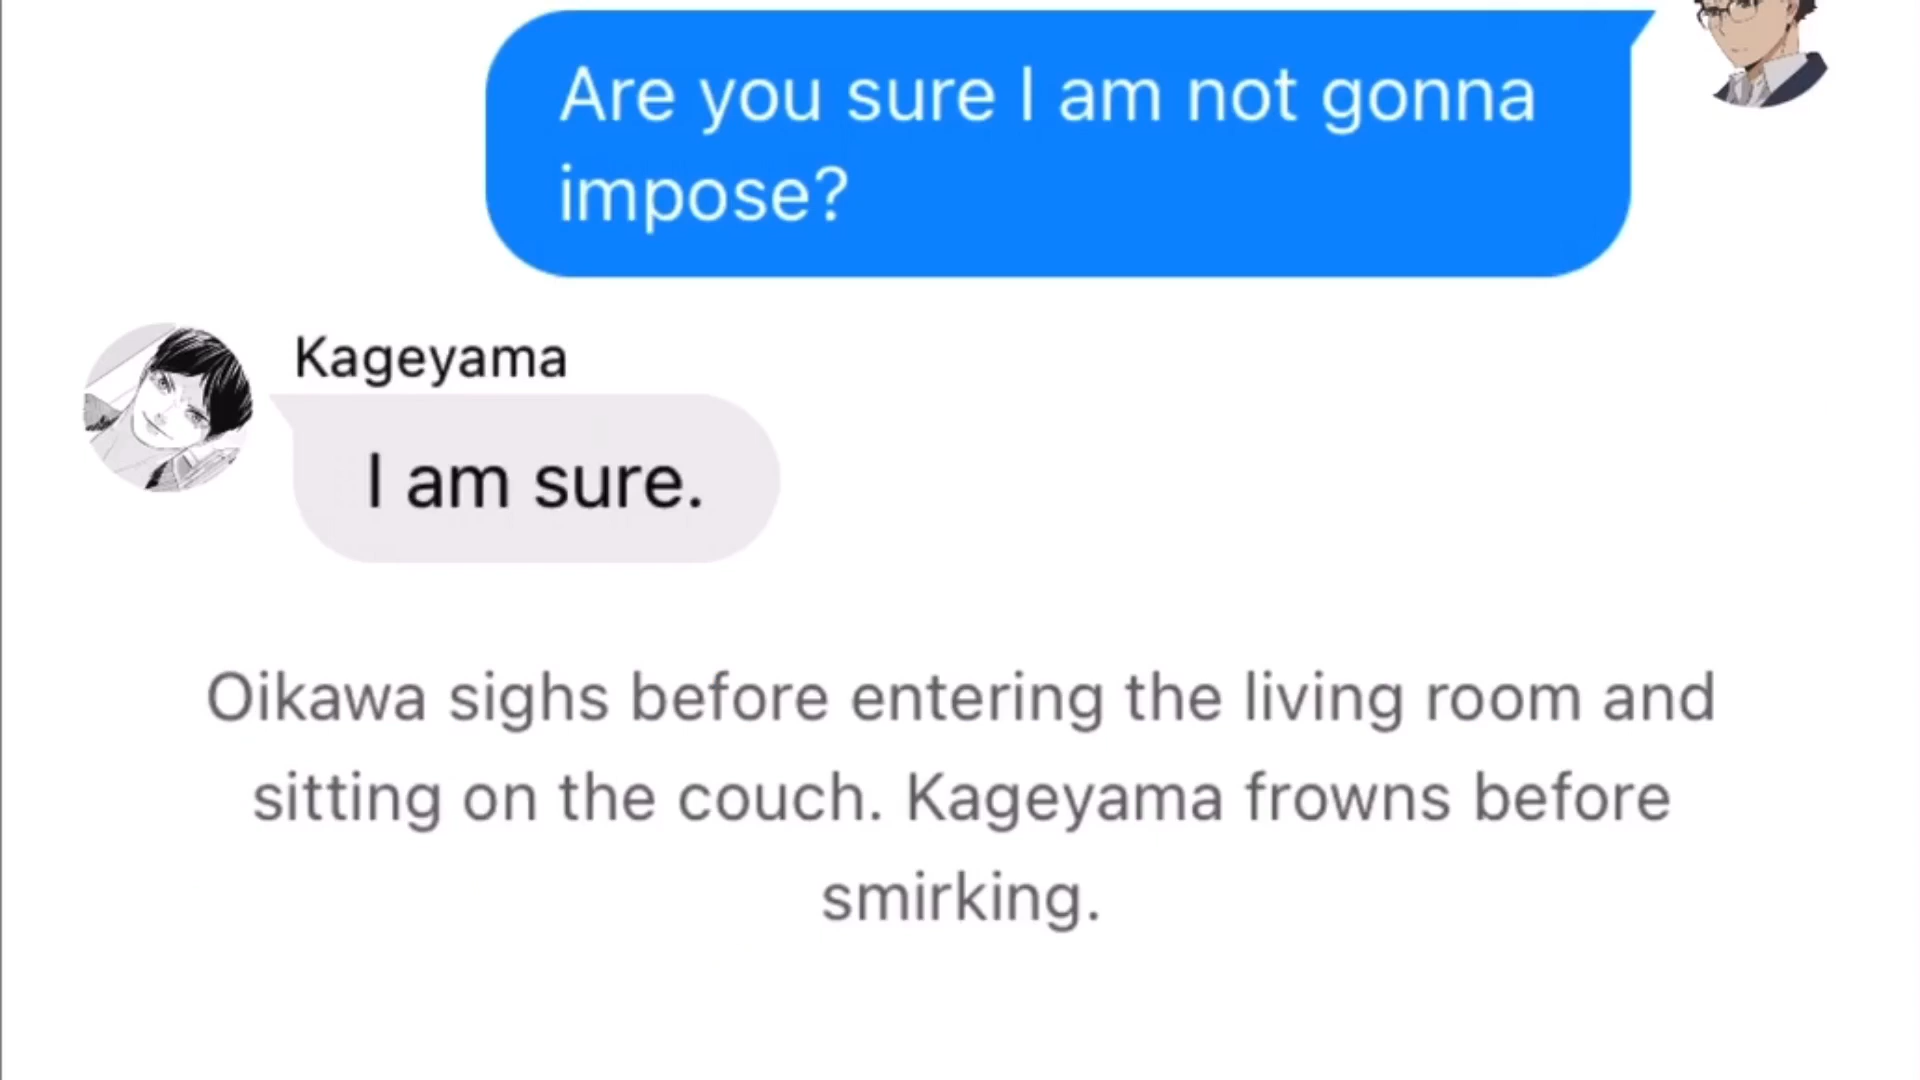 Are you sure I am not gonna
impose?
Kageyama
I am sure.
Oikawa sighs before entering the living room and
sitting on the couch. Kageyama frowns before
smirking.